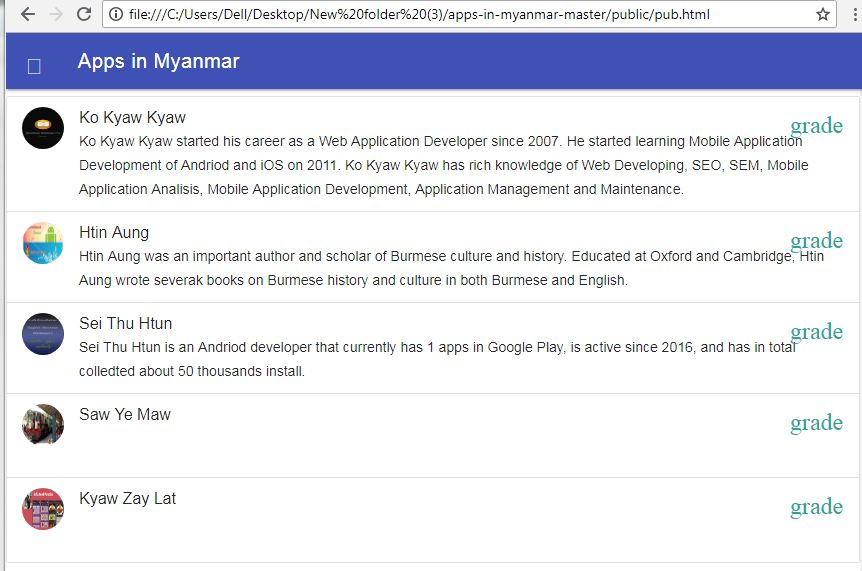 file:///C:/Users/Dell/Desktop/New%20folder%20(3)/apps-in-myanmar-master/public/pub.html
Apps in Myanmar
Ko Kyaw Kyaw
grade
Ko Kyaw Kyaw started his career as a Web Application Developer since 2007. He started learning Mobile Application
Development of Andriod and iOS on 2011. Ko Kyaw Kyaw has rich knowledge of Web Developing, SEO, SEM, Mobile
Application Analisis, Mobile Application Development, Application Management and Maintenance.
Htin Aung
grade
Htin Aung was an important author and scholar of Burmese culture and history. Educated at Oxford and Cambridge, Htin
Aung wrote severak books on Burmese history and culture in both Burmese and English.
Sei Thu Htun
grade
Sei Thu Htun is an Andriod developer that currently has 1 apps in Google Play, is active since 2016, and has in total
colledted about 50 thousands install.
Saw Ye Maw
grade
Kyaw Zay Lat
grade